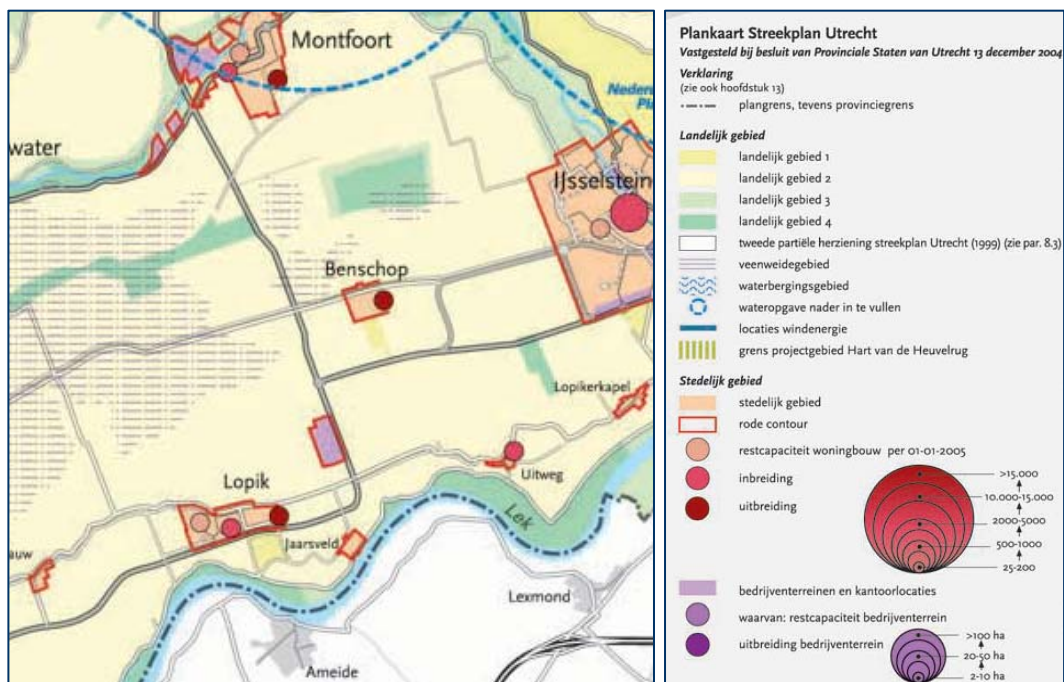 Montfoort
water
IJsselstein
Benschop
Lopikerkapel
Lopik
Uitweg
Lek
Jaarsveld
auw
Lexmond
Ameide
Plankaart Streekplan Utrecht
Vastgesteld bij besluit van Provinciale Staten van Utrecht 13 december 2004
Verklaring
(zie ook hoofdstuk 13)
plangrens, tevens provinciegrens
Landelijk gebied
landelijk gebied 1
landelijk gebied 2
landelijk gebied 3
landelijk gebied 4
tweede partiële herziening streekplan Utrecht (1999) (zie par. 8.3)
veenweidegebied
waterbergingsgebied
wateropgave nader in te vullen
locaties windenergie
grens projectgebied Hart van de Heuvelrug
Stedelijk gebied
stedelijk gebied
rode contour
restcapaciteit woningbouw per 01-01-2005
inbreiding
uitbreiding
>15.000
10.000-15.000
2000-5000
500-1000
25-200
bedrijventerreinen en kantoorlocaties
waarvan: restcapaciteit bedrijventerrein
uitbreiding bedrijventerrein
>100 ha
20-50 ha
2-10 ha